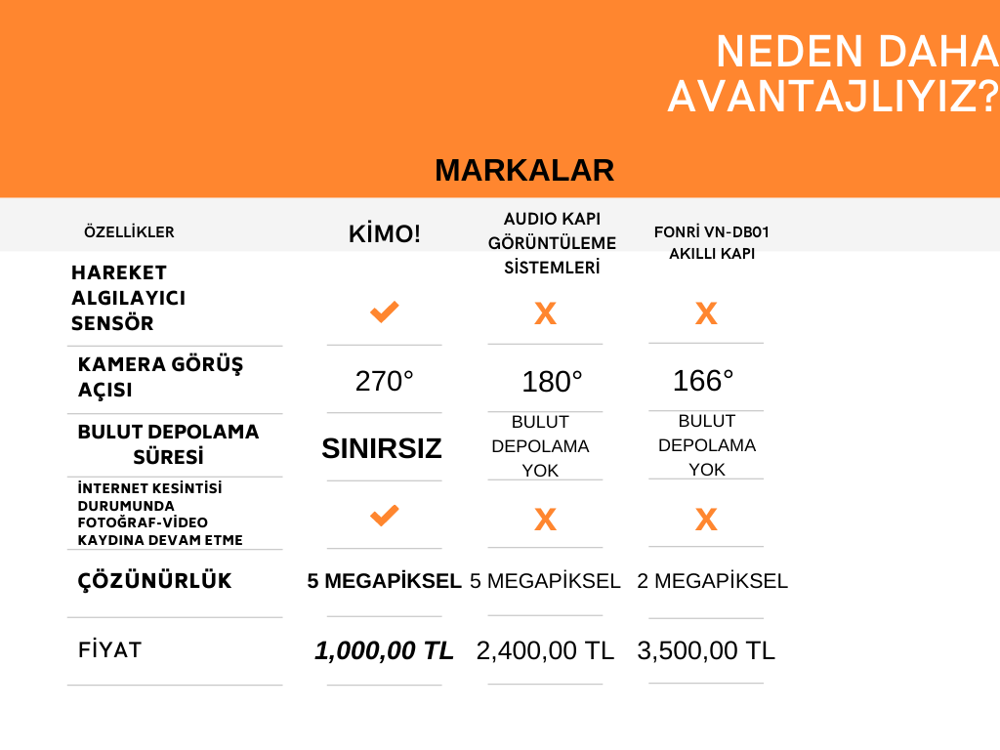 NEDEN DAHA
AVANTAJLIYIZ?
MARKALAR
ÖZELLİKLER
KİMO!
AUDIO KAPI
GÖRÜNTÜLEME
SİSTEMLERİ
FONRİ VN-DB01
AKILLI KAPI
HAREKET
ALGILAYICI
SENSÖR
X
X
KAMERA GÖRÜŞ
AÇISI
270°
180°
166°
BULUT DEPOLAMA
SÜRESİ
SINIRSIZ
BULUT
DEPOLAMA
YOK
BULUT
DEPOLAMA
YOK
İNTERNET KESİNTİSİ
DURUMUNDA
FOTOĞRAF-VİDEO
KAYDINA DEVAM ETME
X
X
ÇÖZÜNÜRLÜK
5 MEGAPİKSEL
5 MEGAPİKSEL
2 MEGAPİKSEL
FİYAT
1,000,00 TL
2,400,00 TL
3,500,00 TL